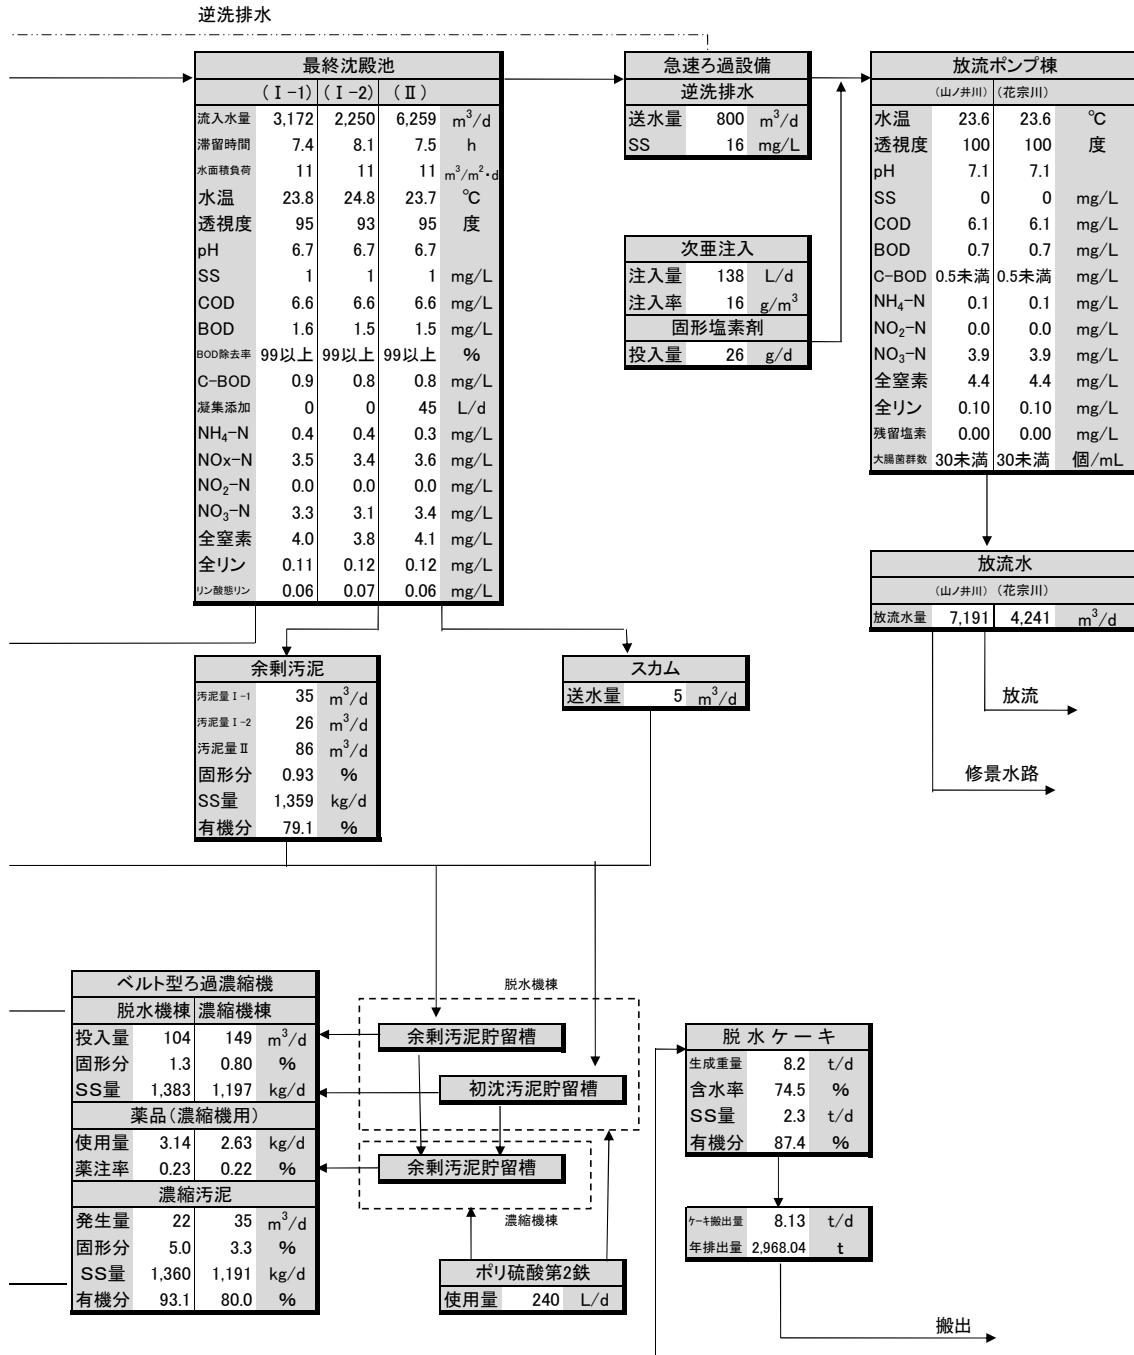 逆洗排水
最終沈殿池
(Ⅰ-1) (Ⅰ-2) (Ⅱ)
流入水量 3,172 2,250 6,259 m³/d
滞留時間 7.4 8.1 7.5 h
水面積負荷 11 11 11 m³/m²・d
水温 23.8 24.8 23.7 ℃
透視度 95 93 95 度
pH 6.7 6.7 6.7
SS 1 1 1 mg/L
COD 6.6 6.6 6.6 mg/L
BOD 1.6 1.5 1.5 mg/L
BOD除去率 99以上 99以上 99以上 %
C-BOD 0.9 0.8 0.8 mg/L
凝集添加 0 0 45 L/d
NH₄-N 0.4 0.4 0.3 mg/L
NOx-N 3.5 3.4 3.6 mg/L
NO₂-N 0.0 0.0 0.0 mg/L
NO₃-N 3.3 3.1 3.4 mg/L
全窒素 4.0 3.8 4.1 mg/L
全リン 0.11 0.12 0.12 mg/L
リン酸態リン 0.06 0.07 0.06 mg/L
急速ろ過設備
逆洗排水
送水量 800 m³/d
SS 16 mg/L
次亜注入
注入量 138 L/d
注入率 16 g/m³
固形塩素剤
投入量 26 g/d
放流ポンプ棟
(山ノ井川) (花宗川)
水温 23.6 23.6 ℃
透視度 100 100 度
pH 7.1 7.1
SS 0 0 mg/L
COD 6.1 6.1 mg/L
BOD 0.7 0.7 mg/L
C-BOD 0.5未満 0.5未満 mg/L
NH₄-N 0.1 0.1 mg/L
NO₂-N 0.0 0.0 mg/L
NO₃-N 3.9 3.9 mg/L
全窒素 4.4 4.4 mg/L
全リン 0.10 0.10 mg/L
残留塩素 0.00 0.00 mg/L
大腸菌群数 30未満 30未満 個/mL
放流水
(山ノ井川) (花宗川)
放流水量 7,191 4,241 m³/d
放流
修景水路
余剰汚泥
汚泥量Ⅰ-1 35 m³/d
汚泥量Ⅰ-2 26 m³/d
汚泥量Ⅱ 86 m³/d
固形分 0.93 %
SS量 1,359 kg/d
有機分 79.1 %
スカム
送水量 5 m³/d
ベルト型ろ過濃縮機
脱水機棟 濃縮機棟
投入量 104 149 m³/d
固形分 1.3 0.80 %
SS量 1,383 1,197 kg/d
薬品(濃縮機用)
使用量 3.14 2.63 kg/d
薬注率 0.23 0.22 %
濃縮汚泥
発生量 22 35 m³/d
固形分 5.0 3.3 %
SS量 1,360 1,191 kg/d
有機分 93.1 80.0 %
脱水機棟
余剰汚泥貯留槽
初沈汚泥貯留槽
余剰汚泥貯留槽
濃縮機棟
ポリ硫酸第2鉄
使用量 240 L/d
脱水ケーキ
生成重量 8.2 t/d
含水率 74.5 %
SS量 2.3 t/d
有機分 87.4 %
ケーキ搬出量 8.13 t/d
年排出量 2,968.04 t
搬出